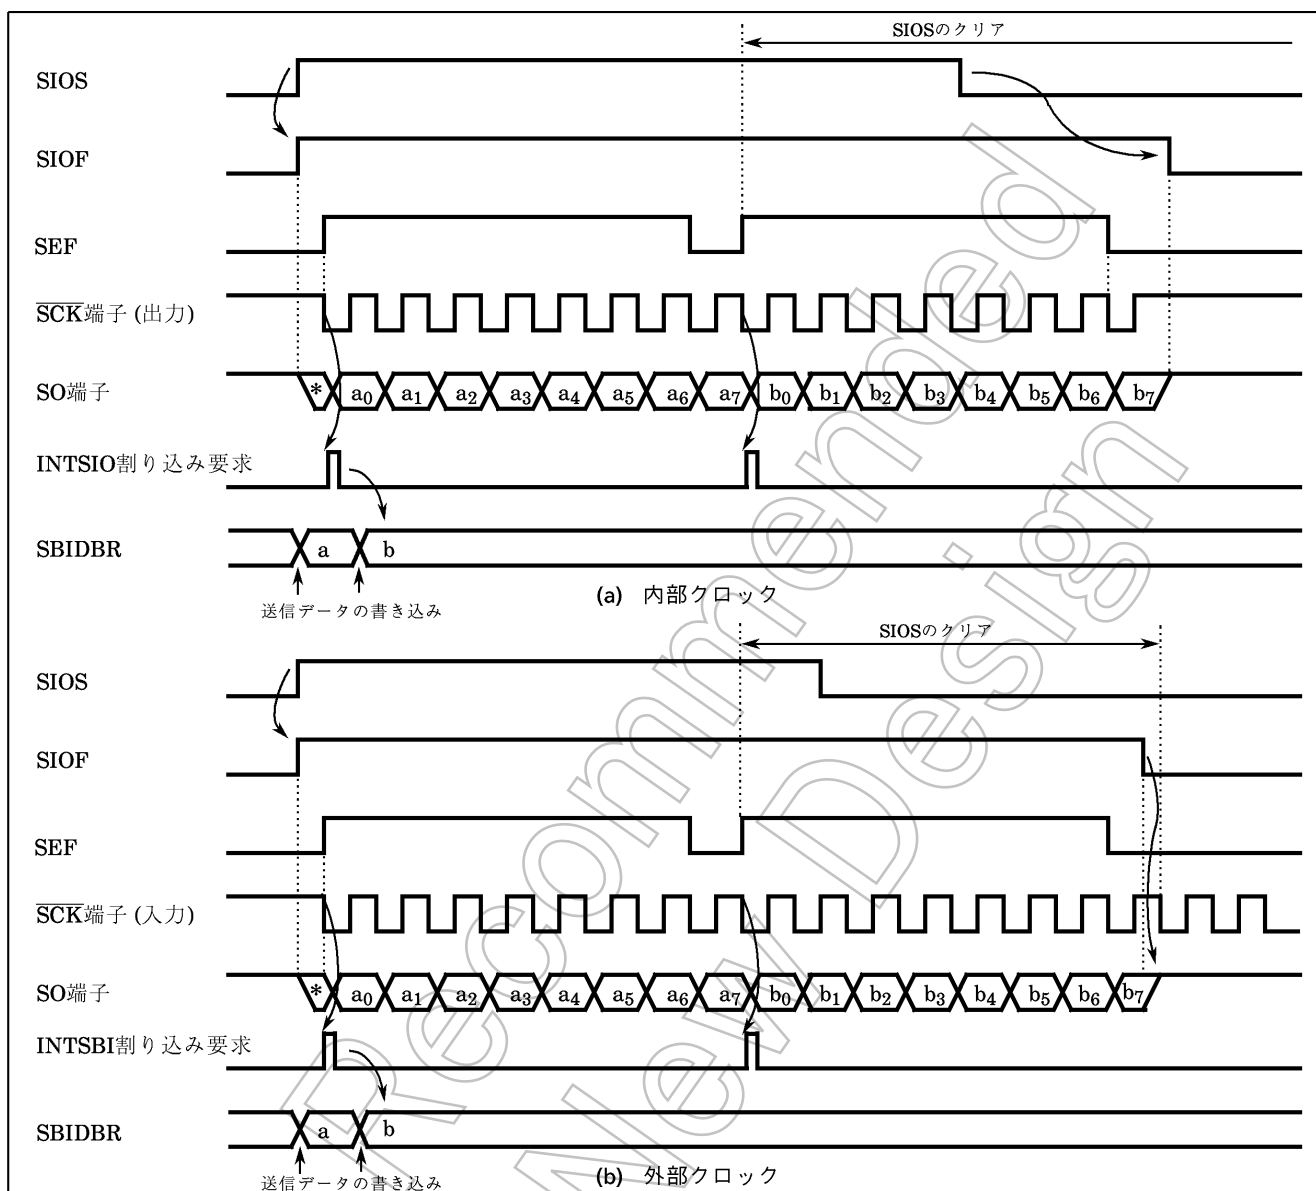 SIOSのクリア
SIOS
SIOF
SEF
SCK端子 (出力)
SO端子
* a0 a1 a2 a3 a4 a5 a6 a7 b0 b1 b2 b3 b4 b5 b6 b7
INTSIO割り込み要求
SBIDBR
a b
送信データの書き込み
(a) 内部クロック
SIOSのクリア
SIOS
SIOF
SEF
SCK端子 (入力)
SO端子
* a0 a1 a2 a3 a4 a5 a6 a7 b0 b1 b2 b3 b4 b5 b6 b7
INTSBI割り込み要求
SBIDBR
a b
送信データの書き込み
(b) 外部クロック
Recommended
New Design